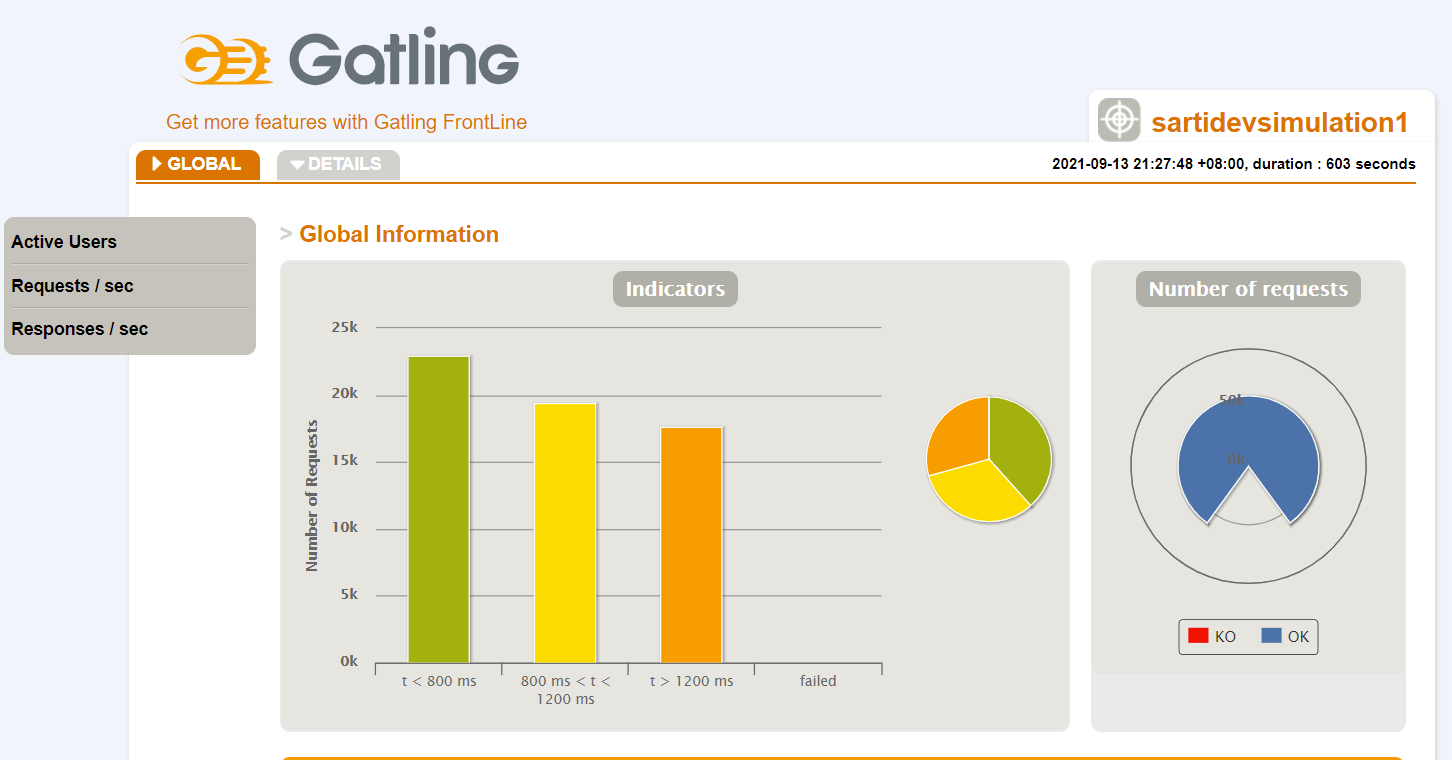 Gatling
Get more features with Gatling FrontLine
sartidevsimulation1
GLOBAL
DETAILS
2021-09-13 21:27:48 +08:00, duration : 603 seconds
Active Users
Requests / sec
Responses / sec
> Global Information
Indicators
25k
20k
15k
10k
5k
0k
Number of Requests
t < 800 ms
800 ms < t <
1200 ms
t > 1200 ms
failed
Number of requests
50k
0k
KO
OK